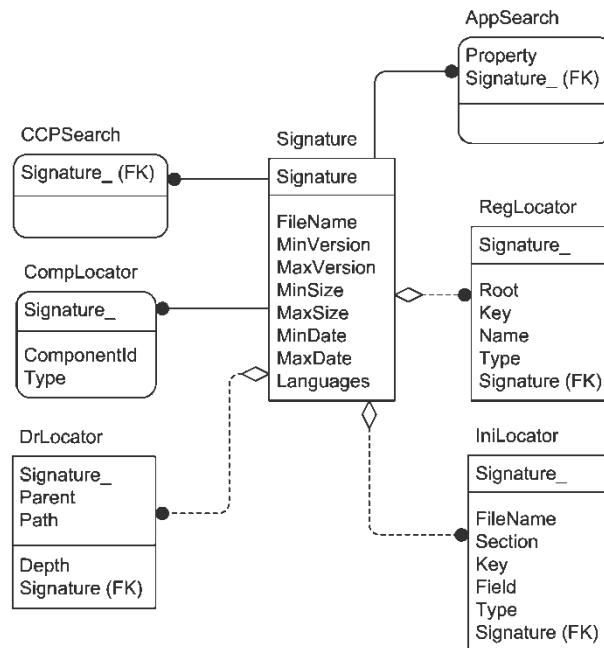 AppSearch
Property
Signature_ (FK)
CCPSearch
Signature_ (FK)
Signature
Signature
FileName
MinVersion
MaxVersion
MinSize
MaxSize
MinDate
MaxDate
Languages
RegLocator
Signature_
Root
Key
Name
Type
Signature (FK)
CompLocator
Signature_
ComponentId
Type
DrLocator
Signature_
Parent
Path
Depth
Signature (FK)
IniLocator
Signature_
FileName
Section
Key
Field
Type
Signature (FK)